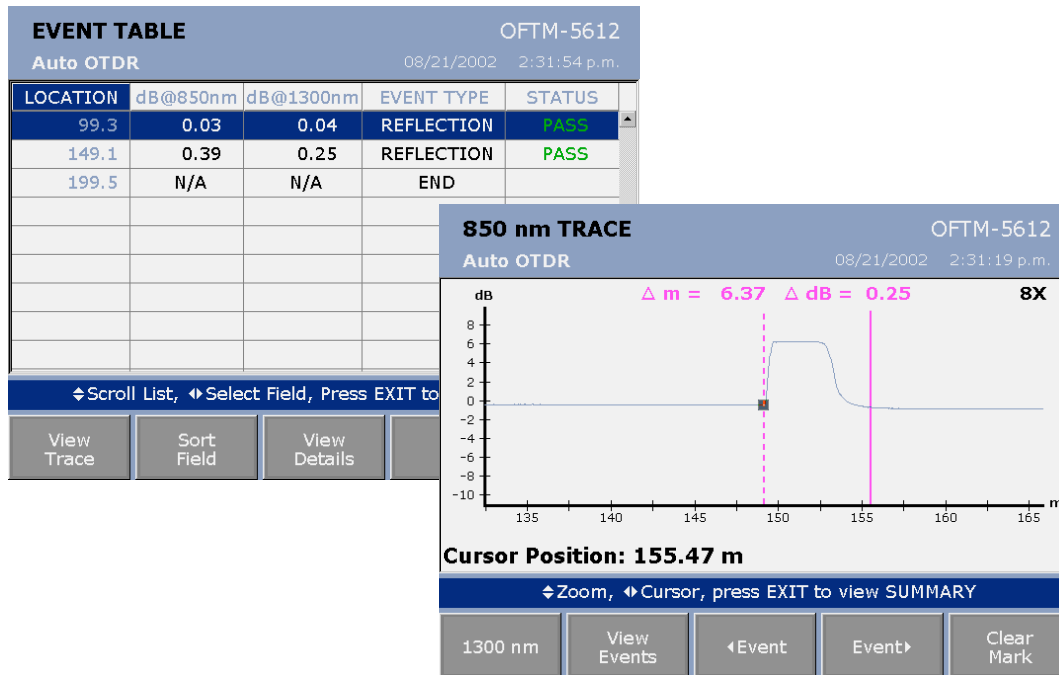 EVENT TABLE OFTM-5612
Auto OTDR 08/21/2002 2:31:54 p.m.
LOCATION dB@850nm dB@1300nm EVENT TYPE STATUS
99.3 0.03 0.04 REFLECTION PASS
149.1 0.39 0.25 REFLECTION PASS
199.5 N/A N/A END
Scroll List, Select Field, Press EXIT to
View Trace
Sort Field
View Details
850 nm TRACE OFTM-5612
Auto OTDR 08/21/2002 2:31:19 p.m.
dB Δ m = 6.37 Δ dB = 0.25 8X
8
6
4
2
0
-2
-4
-6
-8
-10
135 140 145 150 155 160 165 m
Cursor Position: 155.47 m
Zoom, Cursor, press EXIT to view SUMMARY
1300 nm
View Events
Event
Event
Clear Mark